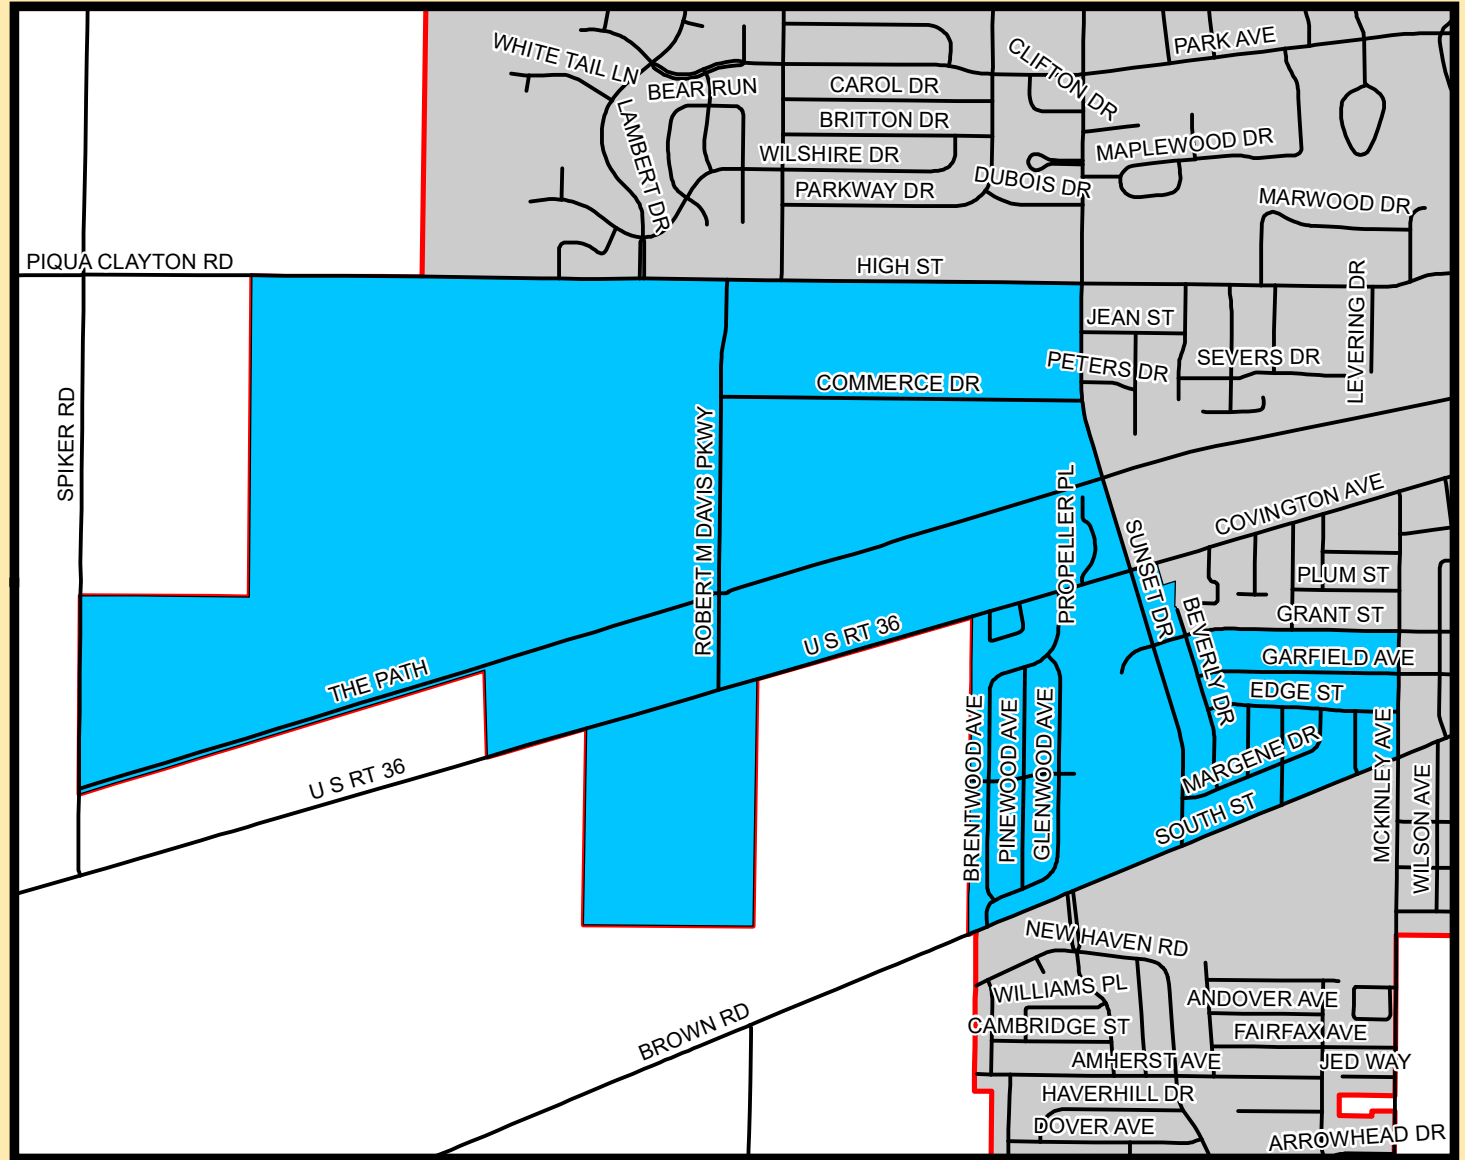 PARK AVE
WHITE TAIL LN
CLIFTON DR
BEAR RUN
CAROL DR
BRITTON DR
LAMBERT DR
MAPLEWOOD DR
WILSHIRE DR
DUBOIS DR
PARKWAY DR
MARWOOD DR
PIQUA CLAYTON RD
HIGH ST
JEAN ST
LEVERING DR
PETERS DR
SEVERS DR
COMMERCE DR
SPIKER RD
ROBERT M DAVIS PKWY
PROPELLER PL
COVINGTON AVE
SUNSET DR
PLUM ST
GRANT ST
BEVERLY DR
U S RT 36
GARFIELD AVE
THE PATH
EDGE ST
BRENTWOOD AVE
PINEWOOD AVE
GLENWOOD AVE
MARGENE DR
MCKINLEY AVE
U S RT 36
SOUTH ST
WILSON AVE
NEW HAVEN RD
WILLIAMS PL
ANDOVER AVE
CAMBRIDGE ST
FAIRFAX AVE
BROWN RD
AMHERST AVE
JED WAY
HAVERHILL DR
DOVER AVE
ARROWHEAD DR